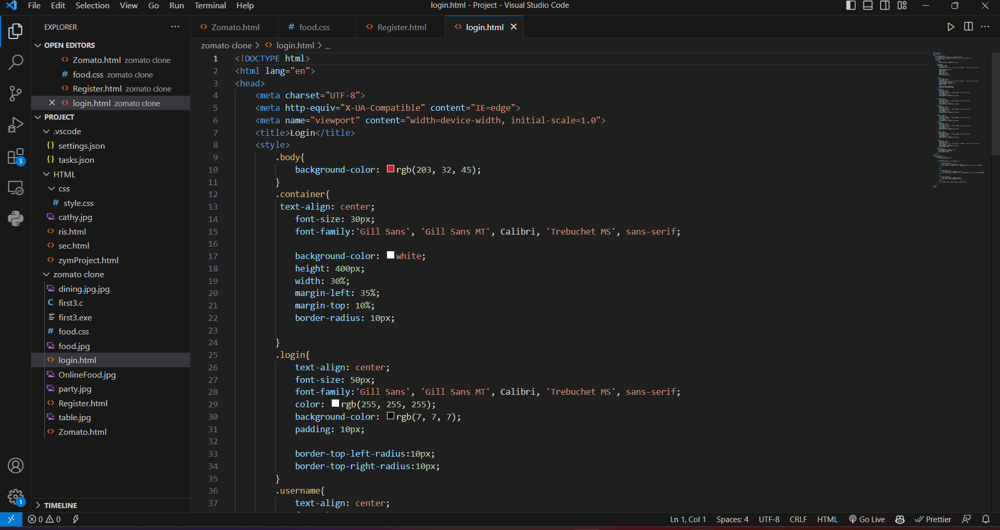 File Edit Selection View Go Run Terminal Help
login.html - Project - Visual Studio Code
EXPLORER
OPEN EDITORS
Zomato.html zomato clone
food.css zomato clone
Register.html zomato clone
login.html zomato clone
PROJECT
.vscode
settings.json
tasks.json
HTML
css
style.css
cathy.jpg
ris.html
sec.html
zymProject.html
zomato clone
dining.jpg.jpg
first3.c
first3.exe
food.css
food.jpg
login.html
OnlineFood.jpg
party.jpg
Register.html
table.jpg
Zomato.html
TIMELINE
5
1
Zomato.html food.css Register.html login.html
zomato clone > login.html > ...
1 <!DOCTYPE html>
2 <html lang="en">
3 <head>
4 <meta charset="UTF-8">
5 <meta http-equiv="X-UA-Compatible" content="IE=edge">
6 <meta name="viewport" content="width=device-width, initial-scale=1.0">
7 <title>Login</title>
8 <style>
9 .body{
10 background-color: rgb(203, 32, 45);
11 }
12 .container{
13 text-align: center;
14 font-size: 30px;
15 font-family:'Gill Sans', 'Gill Sans MT', Calibri, 'Trebuchet MS', sans-serif;
16
17 background-color: white;
18 height: 400px;
19 width: 30%;
20 margin-left: 35%;
21 margin-top: 10%;
22 border-radius: 10px;
23
24 }
25 .login{
26 text-align: center;
27 font-size: 50px;
28 font-family:'Gill Sans', 'Gill Sans MT', Calibri, 'Trebuchet MS', sans-serif;
29 color: rgb(255, 255, 255);
30 background-color: rgb(7, 7, 7);
31 padding: 10px;
32
33 border-top-left-radius:10px;
34 border-top-right-radius:10px;
35 }
36 .username{
37 text-align: center;
0 0
Ln 1, Col 1 Spaces: 4 UTF-8 CRLF HTML Go Live Prettier